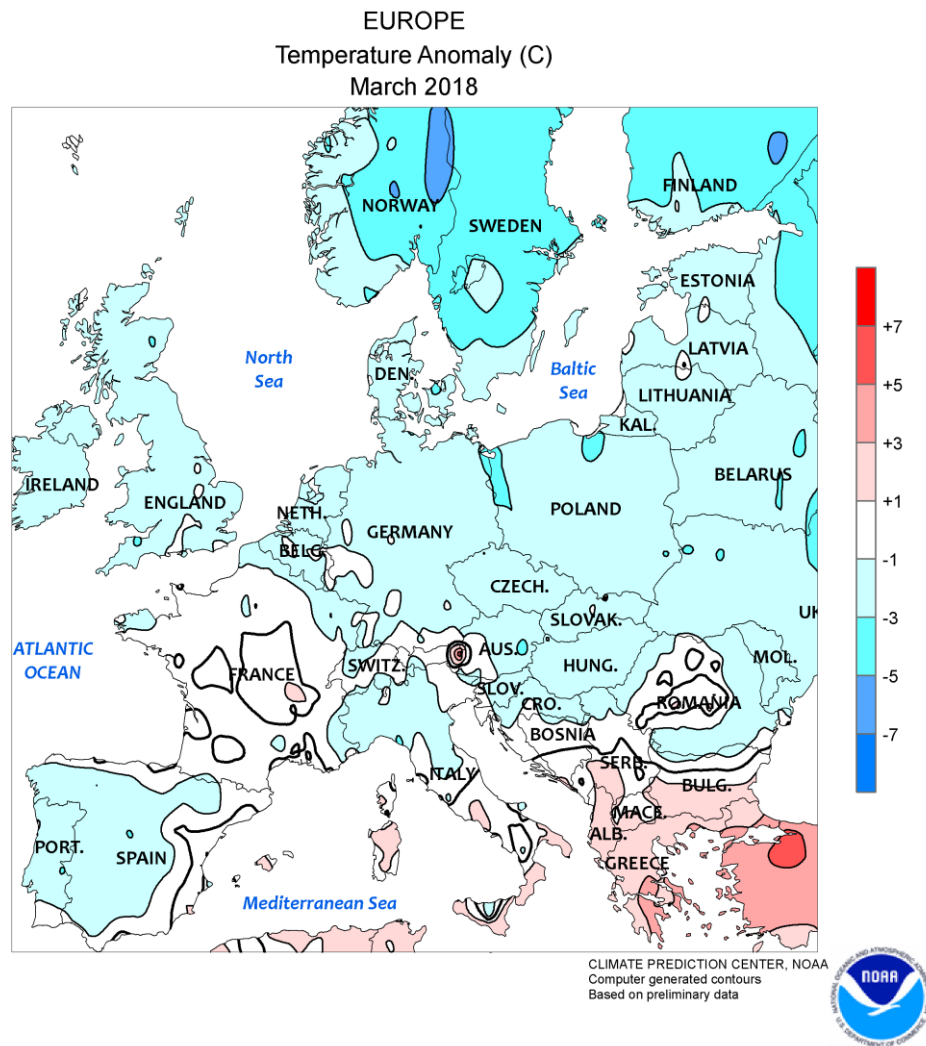 EUROPE
Temperature Anomaly (C)
March 2018
FINLAND
NORWAY
SWEDEN
ESTONIA
North
Sea
LATVIA
DEN.
Baltic
Sea
LITHUANIA
KAL.
IRELAND
ENGLAND
BELARUS
NETH.
POLAND
GERMANY
BELG.
CZECH.
UK
SLOVAK.
ATLANTIC
OCEAN
AUS.
MOL.
FRANCE
SWITZ.
HUNG.
SLOV.
CRO.
ROMANIA
BOSNIA
SERB.
ITALY
BULG.
MACE.
ALB.
PORT.
SPAIN
GREECE
Mediterranean Sea
+7
+5
+3
+1
-1
-3
-5
-7
CLIMATE PREDICTION CENTER, NOAA
Computer generated contours
Based on preliminary data
NOAA